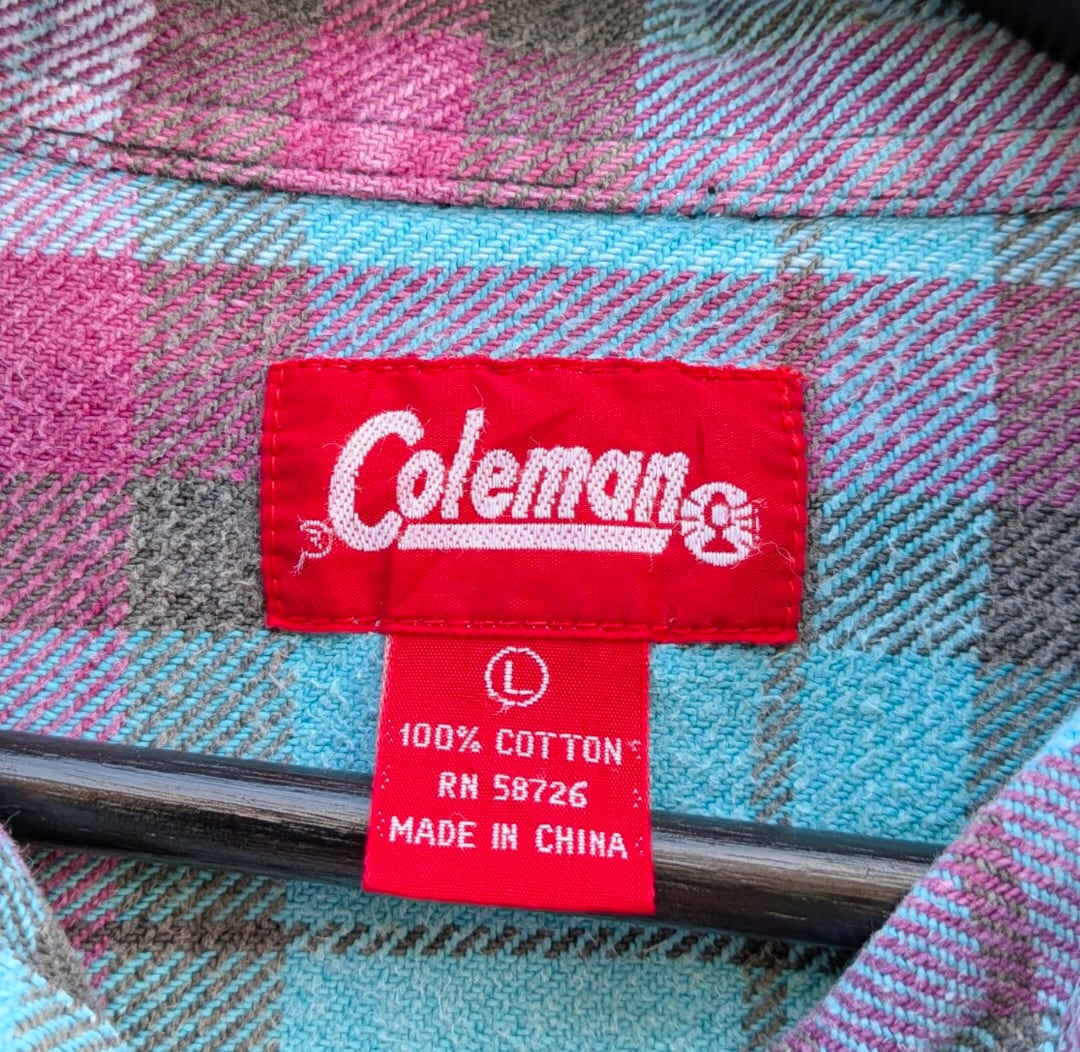 ® Coleman
L
100% COTTON
RN 58726
MADE IN CHINA